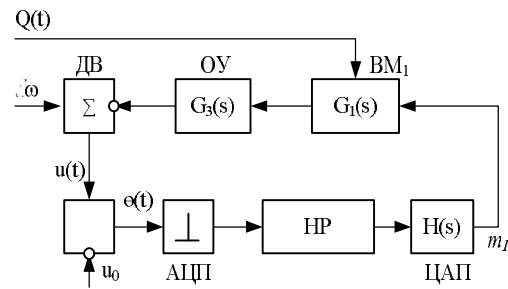 Q(t)
ДВ
ОУ
ВМ₁
ω
Σ
G₃(s)
G₁(s)
u(t)
ө(t)
⊥
НР
H(s)
m₁
u₀
АЦП
ЦАП